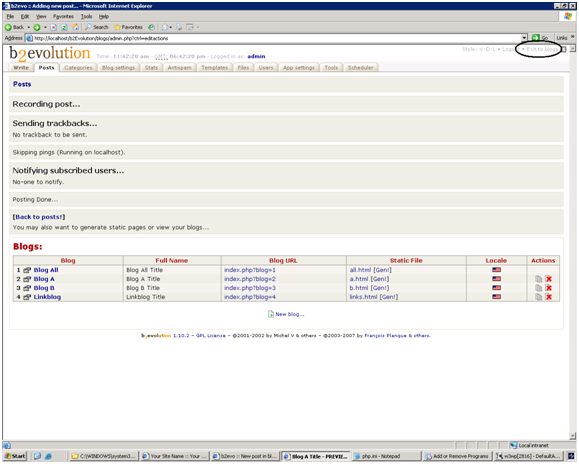 b2evo :: Adding new post... - Microsoft Internet Explorer
File Edit View Favorites Tools Help
Back Search Favorites
Address http://localhost/b2Evolution/blogs/admin.php?ctrl=editactions Go Links
b2evolution Time: 11:42:20 am · GMT: 06:42:20 pm · Logged in as: admin
Exit to blogs
Write Posts Categories Blog settings Stats Antispam Templates Files Users App settings Tools Scheduler
Posts
Recording post...
Sending trackbacks...
No trackback to be sent.
Skipping pings (Running on localhost).
Notifying subscribed users...
No-one to notify.
Posting Done...
[Back to posts!]
You may also want to generate static pages or view your blogs...
Blogs:
Blog Full Name Blog URL Static File Locale Actions
1 Blog All Blog All Title index.php?blog=1 all.html [Gen!]
2 Blog A Blog A Title index.php?blog=2 a.html [Gen!]
3 Blog B Blog B Title index.php?blog=3 b.html [Gen!]
4 Linkblog Linkblog Title index.php?blog=4 links.html [Gen!]
New blog...
b2evolution 1.10.2 – GPL License – ©2001-2002 by Michel V & others – ©2003-2007 by François Planque & others.
Local intranet
Start C:\WINDOWS\system3... Your Site Name :: Your ... b2evo :: New post in bl... Blog A Title - PREVIE... php.ini - Notepad Add or Remove Programs w3wp[2016] - DefaultA...